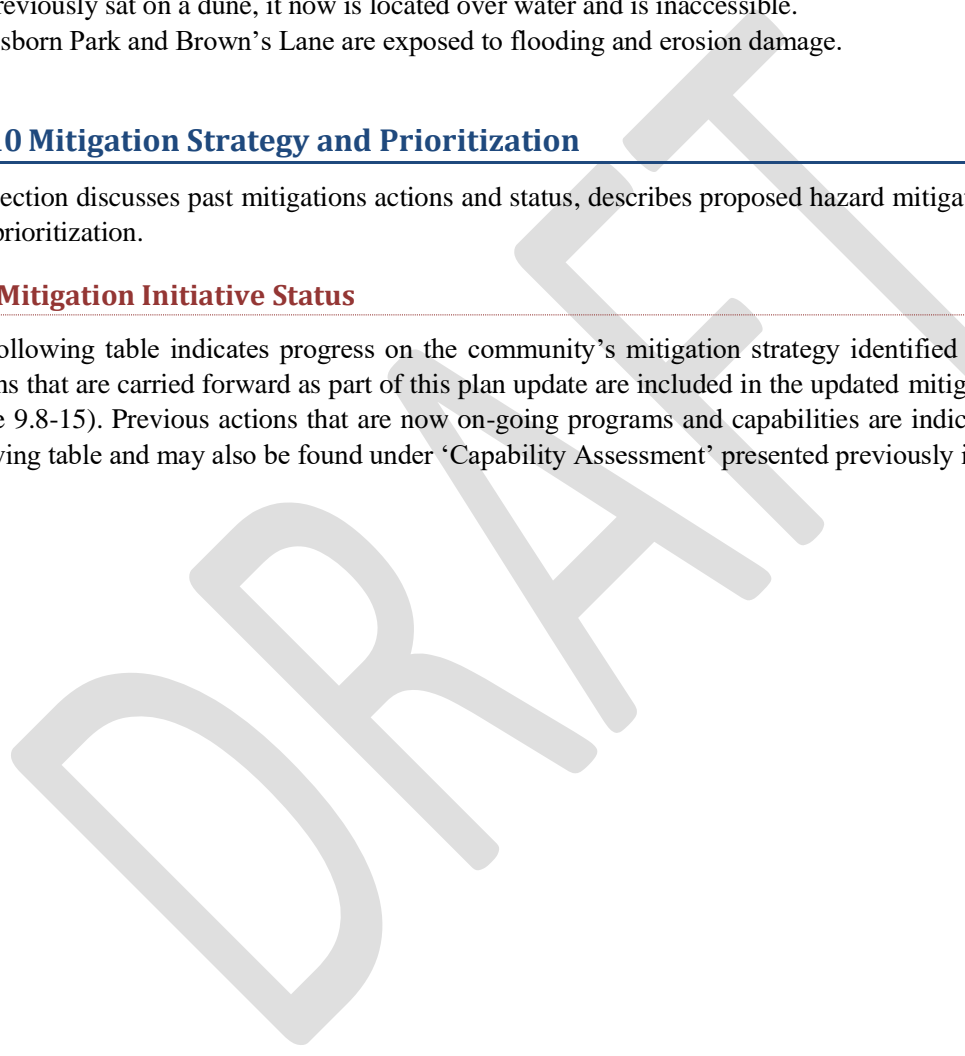 reviously sat on a dune, it now is located over water and is inaccessible.
sborn Park and Brown’s Lane are exposed to flooding and erosion damage.
0 Mitigation Strategy and Prioritization
ection discusses past mitigations actions and status, describes proposed hazard mitigat
prioritization.
Mitigation Initiative Status
ollowing table indicates progress on the community’s mitigation strategy identified
ns that are carried forward as part of this plan update are included in the updated mitig
e 9.8-15). Previous actions that are now on-going programs and capabilities are indic
ving table and may also be found under ‘Capability Assessment’ presented previously i
DRAFT